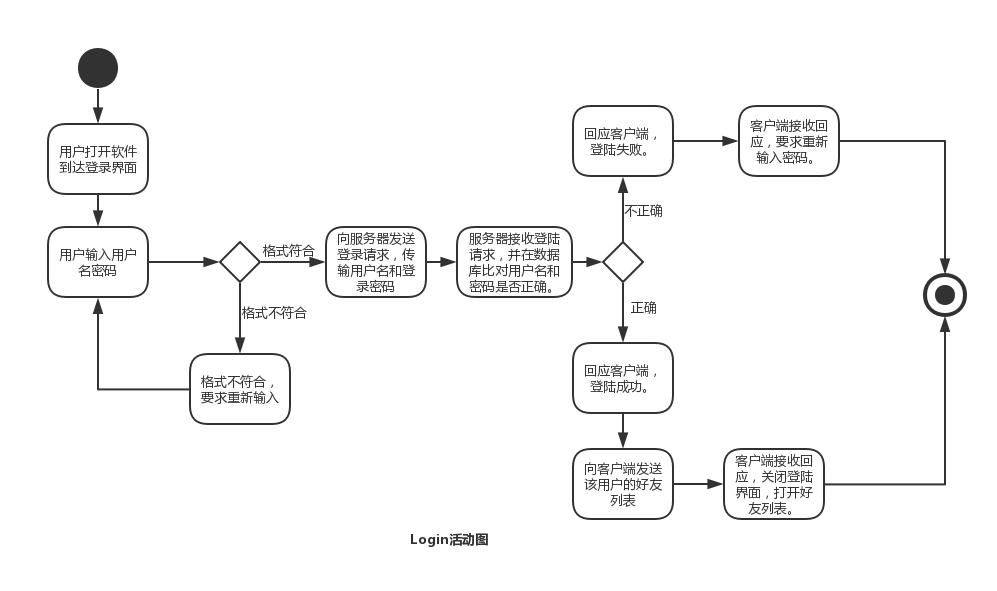 用户打开软件
到达登录界面
用户输入用户
名密码
格式符合
格式不符合
格式不符合，
要求重新输入
向服务器发送
登录请求，传
输用户名和登
录密码
服务器接收登陆
请求，并在数据
库比对用户名和
密码是否正确。
不正确
回应客户端，
登陆失败。
客户端接收回
应，要求重新
输入密码。
正确
回应客户端，
登陆成功。
向客户端发送
该用户的好友
列表
客户端接收回
应，关闭登陆
界面，打开好
友列表。
Login活动图